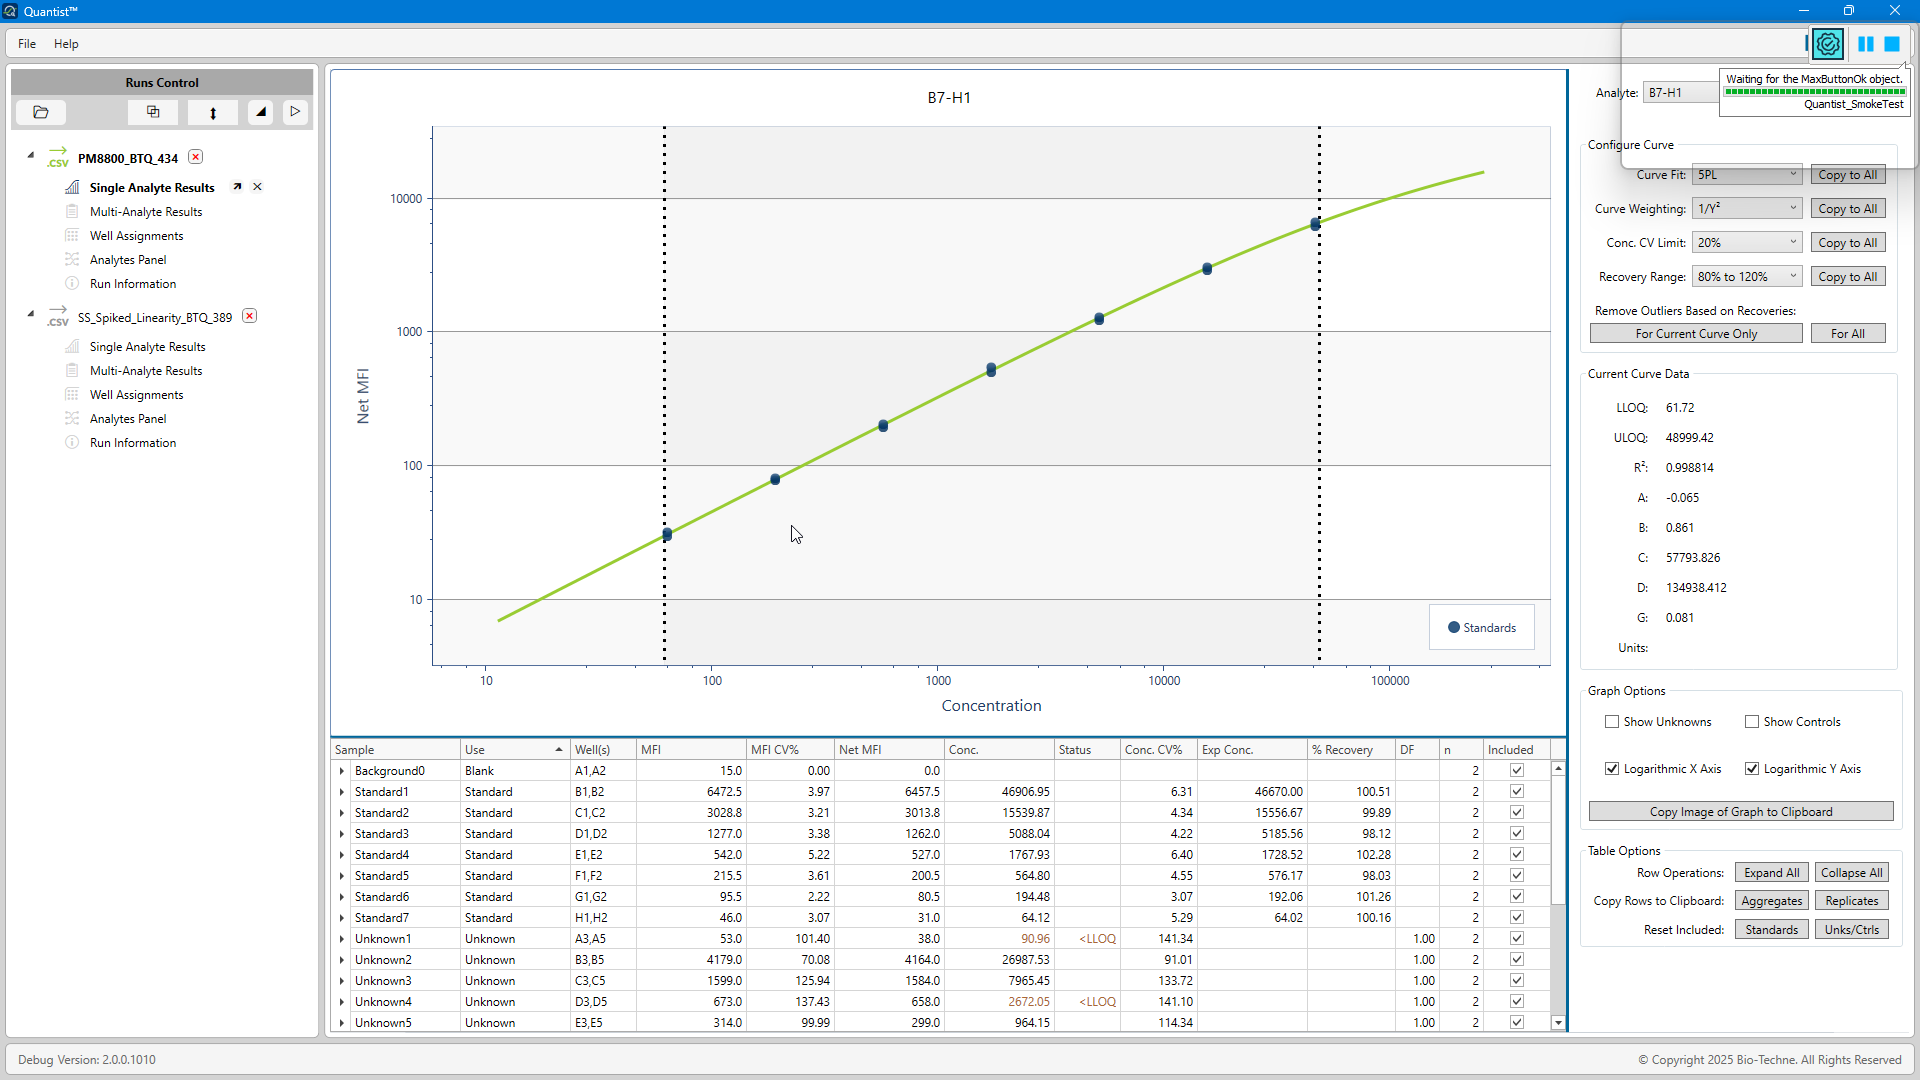 Quantist™
File Help
Waiting for the MaxButtonOk object.
Quantist_SmokeTest
Runs Control
PM8800_BTQ_434
Single Analyte Results
Multi-Analyte Results
Well Assignments
Analytes Panel
Run Information
SS_Spiked_Linearity_BTQ_389
Single Analyte Results
Multi-Analyte Results
Well Assignments
Analytes Panel
Run Information
.CSV
.CSV
B7-H1
Net MFI
10000
1000
100
10
10 100 1000 10000 100000
Concentration
Standards
Sample Use Well(s) MFI MFI CV% Net MFI Conc. Status Conc. CV% Exp Conc. % Recovery DF n Included
Background0 Blank A1,A2 15.0 0.00 0.0 2
Standard1 Standard B1,B2 6472.5 3.97 6457.5 46906.95 6.31 46670.00 100.51 2
Standard2 Standard C1,C2 3028.8 3.21 3013.8 15539.87 4.34 15556.67 99.89 2
Standard3 Standard D1,D2 1277.0 3.38 1262.0 5088.04 4.22 5185.56 98.12 2
Standard4 Standard E1,E2 542.0 5.22 527.0 1767.93 6.40 1728.52 102.28 2
Standard5 Standard F1,F2 215.5 3.61 200.5 564.80 4.55 576.17 98.03 2
Standard6 Standard G1,G2 95.5 2.22 80.5 194.48 3.07 192.06 101.26 2
Standard7 Standard H1,H2 46.0 3.07 31.0 64.12 5.29 64.02 100.16 2
Unknown1 Unknown A3,A5 53.0 101.40 38.0 90.96 <LLOQ 141.34 1.00 2
Unknown2 Unknown B3,B5 4179.0 70.08 4164.0 26987.53 91.01 1.00 2
Unknown3 Unknown C3,C5 1599.0 125.94 1584.0 7965.45 133.72 1.00 2
Unknown4 Unknown D3,D5 673.0 137.43 658.0 2672.05 <LLOQ 141.10 1.00 2
Unknown5 Unknown E3,E5 314.0 99.99 299.0 964.15 114.34 1.00 2
Analyte: B7-H1
Configure Curve
Curve Fit: 5PL Copy to All
Curve Weighting: 1/Y² Copy to All
Conc. CV Limit: 20% Copy to All
Recovery Range: 80% to 120% Copy to All
Remove Outliers Based on Recoveries:
For Current Curve Only For All
Current Curve Data
LLOQ: 61.72
ULOQ: 48999.42
R²: 0.998814
A: -0.065
B: 0.861
C: 57793.826
D: 134938.412
G: 0.081
Units:
Graph Options
Show Unknowns Show Controls
Logarithmic X Axis Logarithmic Y Axis
Copy Image of Graph to Clipboard
Table Options
Row Operations: Expand All Collapse All
Copy Rows to Clipboard: Aggregates Replicates
Reset Included: Standards Unks/Ctrls
Debug Version: 2.0.0.1010
© Copyright 2025 Bio-Techne. All Rights Reserved